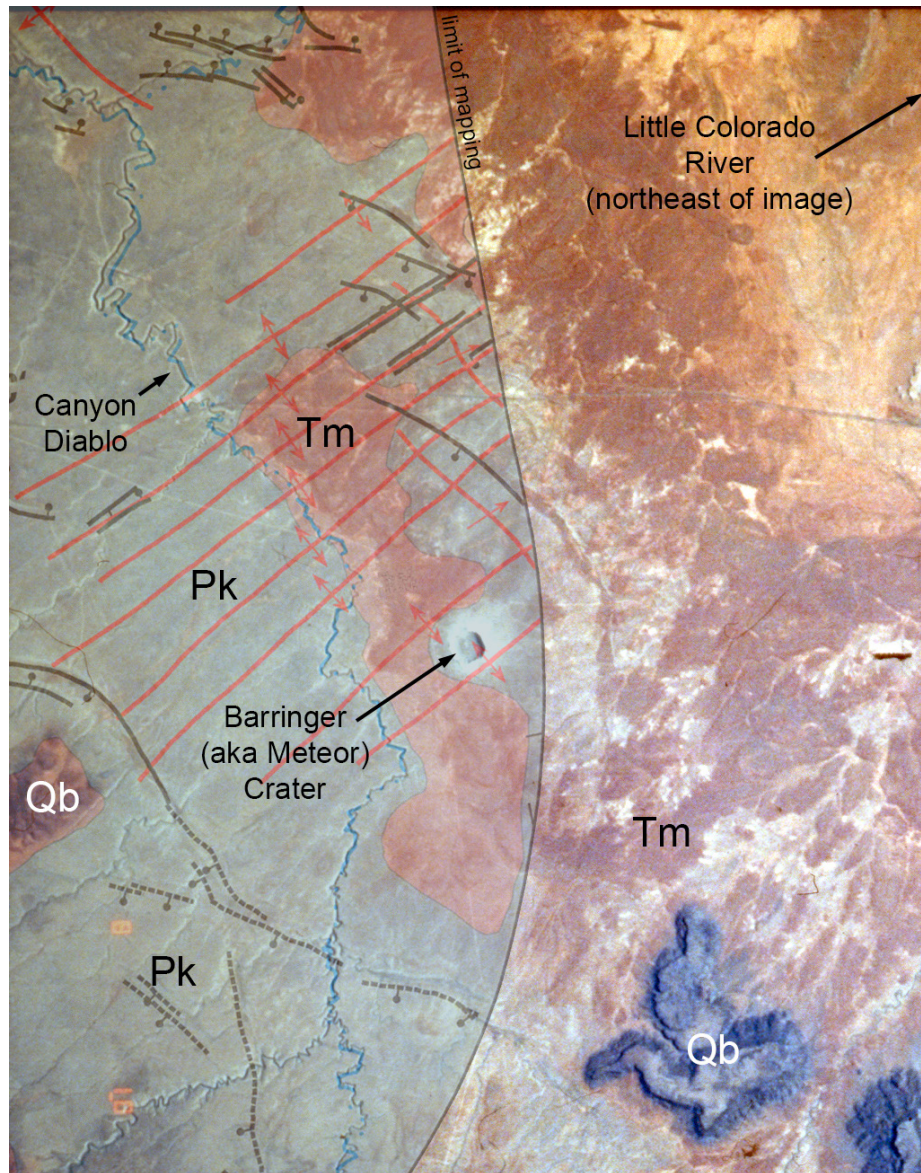 limit of mapping
Little Colorado
River
(northeast of image)
Canyon
Diablo
Tm
Pk
Barringer
(aka Meteor)
Crater
Qb
Tm
Pk
Qb